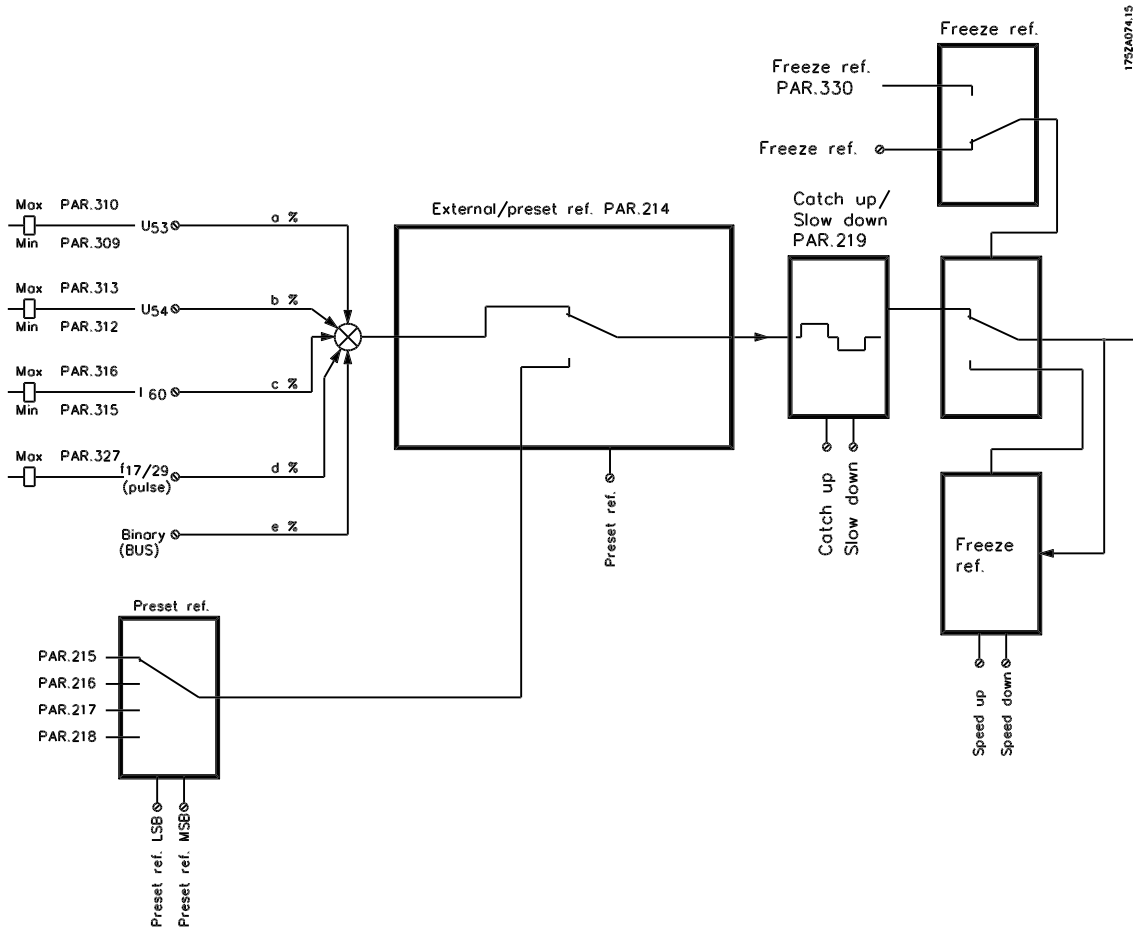 175ZA074.15
Freeze ref.
Freeze ref.
PAR.330
Freeze ref.
Max PAR.310
U53
a %
Min PAR.309
External/preset ref. PAR.214
Catch up/
Slow down
PAR.219
Max PAR.313
U54
b %
Min PAR.312
Max PAR.316
I 60
c %
Min PAR.315
Max PAR.327
f17/29
(pulse)
d %
Binary
(BUS)
e %
Preset ref.
Catch up
Slow down
Freeze
ref.
Speed up
Speed down
Preset ref.
PAR.215
PAR.216
PAR.217
PAR.218
Preset ref. LSB
Preset ref. MSB